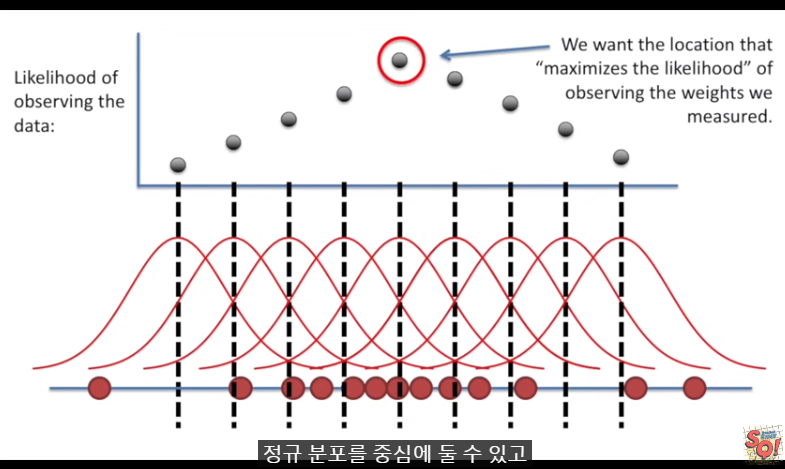 We want the location that
“maximizes the likelihood” of
observing the weights we
measured.
Likelihood of
observing the
data:
정규 분포를 중심에 둘 수 있고
SO!